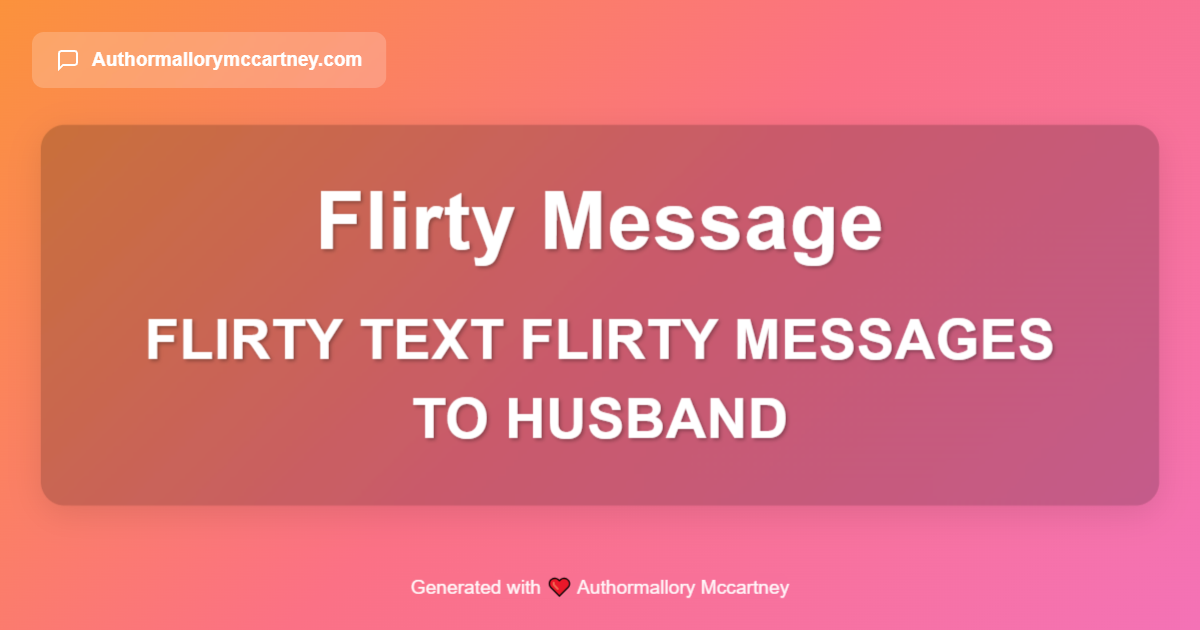 Authormallorymccartney.com
Flirty Message
FLIRTY TEXT FLIRTY MESSAGES
TO HUSBAND
Generated with ❤️ Authormallory Mccartney